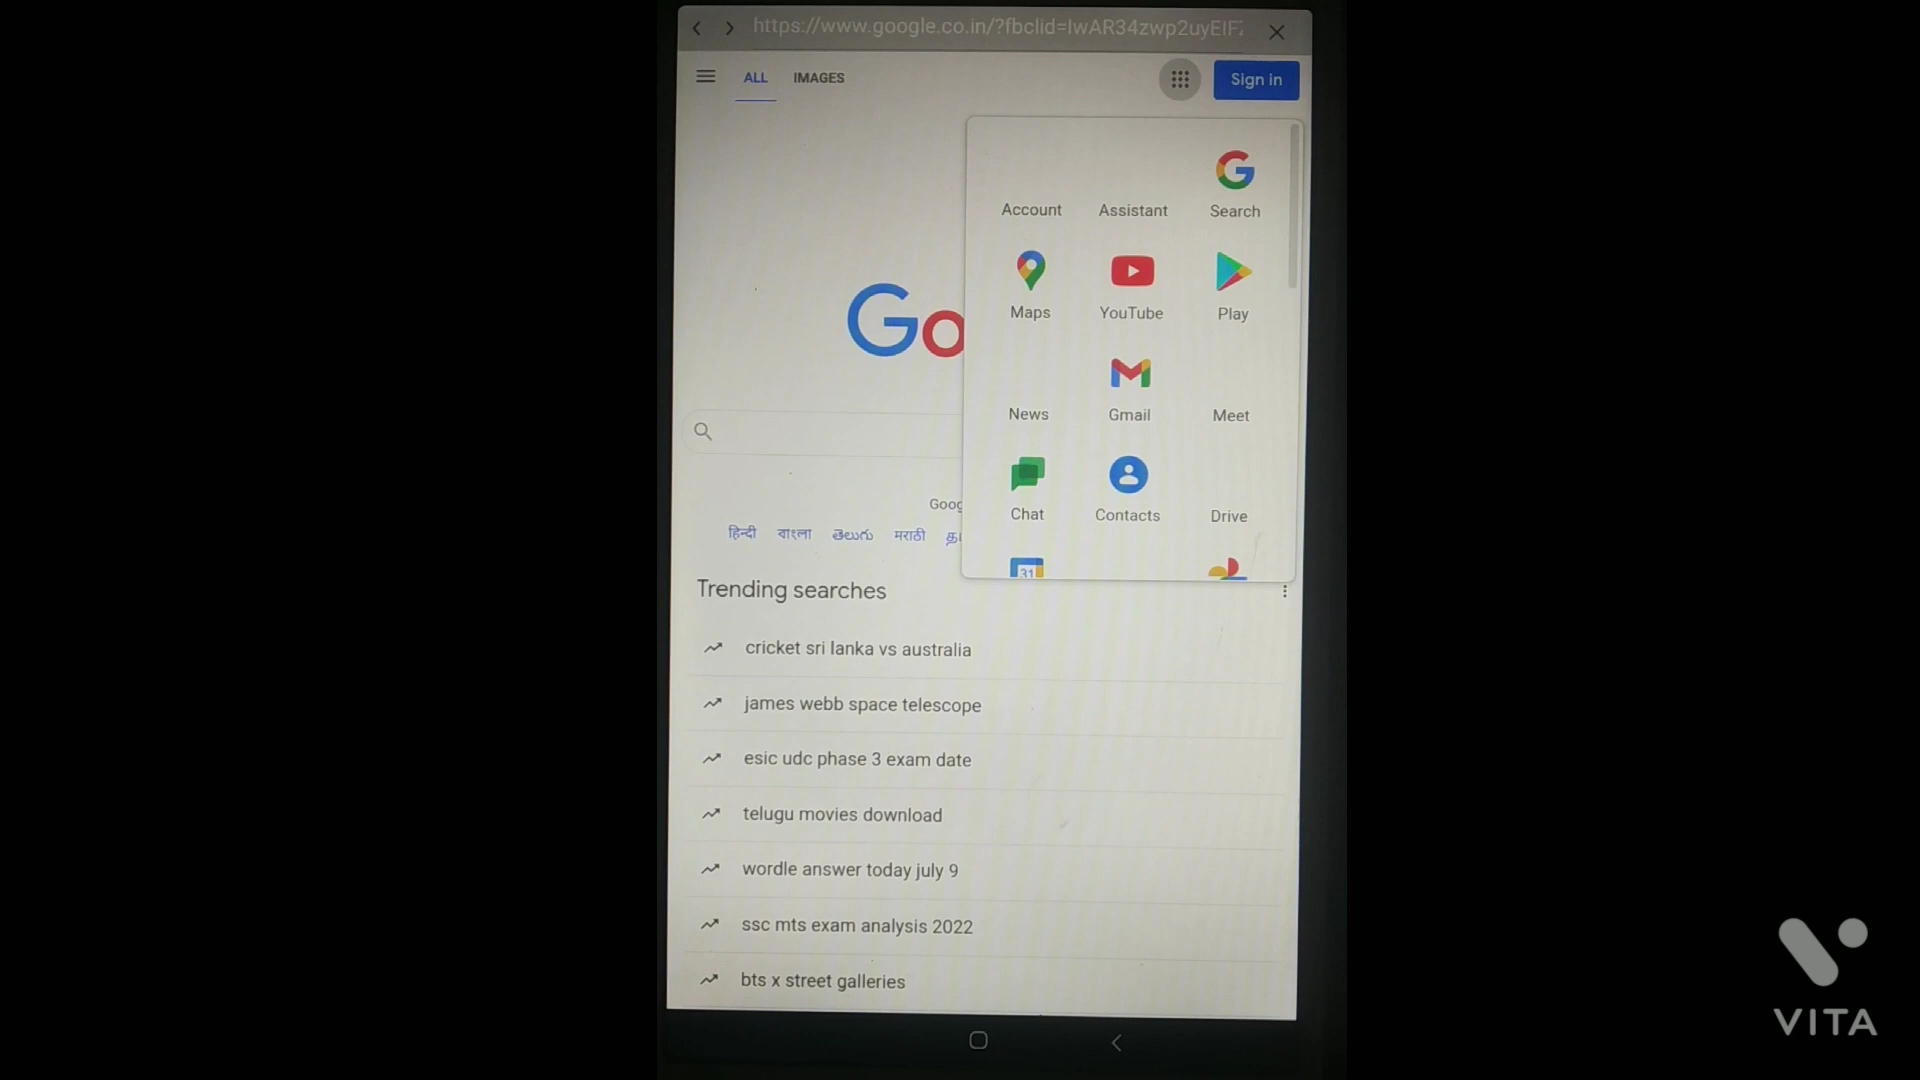 https://www.google.co.in/?fbclid=IwAR34zwp2uyEIF
ALL IMAGES
Sign in
Account Assistant Search
Maps YouTube Play
Go
News Gmail Meet
Chat Contacts Drive
Goog
हिन्दी বাংলা తెలుగు मराठी
31
Trending searches
cricket sri lanka vs australia
james webb space telescope
esic udc phase 3 exam date
telugu movies download
wordle answer today july 9
ssc mts exam analysis 2022
bts x street galleries
VITA